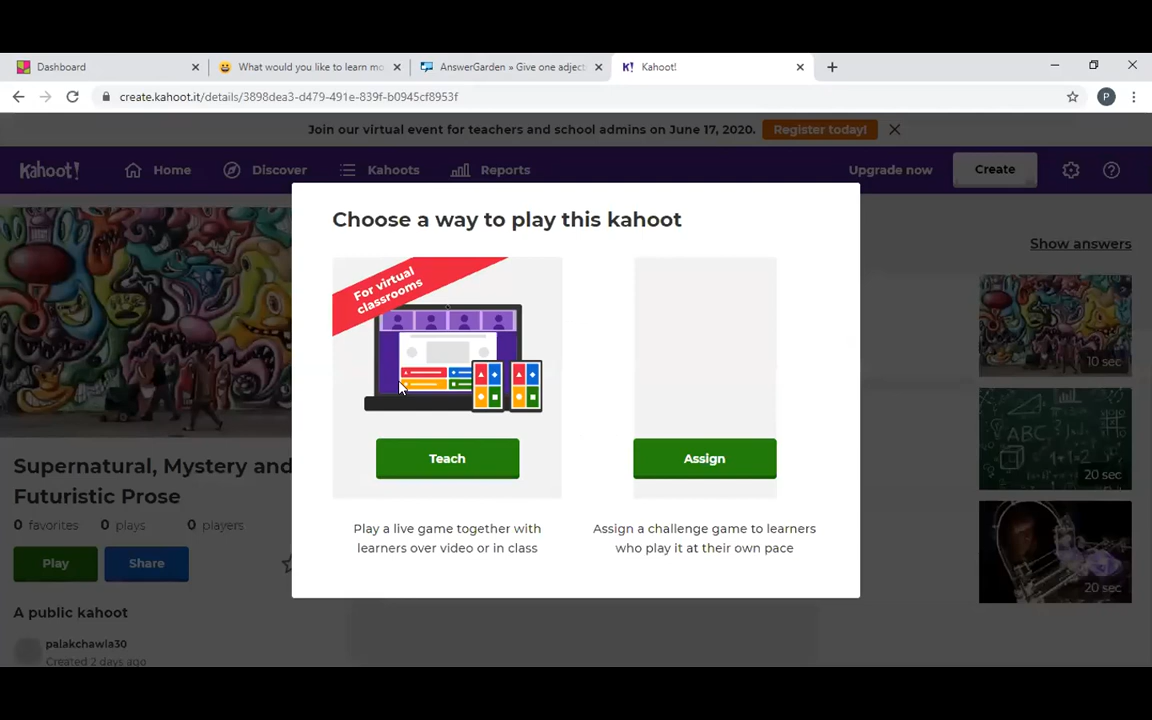 Dashboard
What would you like to learn mo
AnswerGarden » Give one adject
Kahoot!
create.kahoot.it/details/3898dea3-d479-491e-839f-b0945cf8953f
P
Join our virtual event for teachers and school admins on June 17, 2020.
Register today!
Kahoot!
Home
Discover
Kahoots
Reports
Upgrade now
Create
Choose a way to play this kahoot
For virtual
classrooms
Teach
Assign
Play a live game together with
learners over video or in class
Assign a challenge game to learners
who play it at their own pace
Supernatural, Mystery and
Futuristic Prose
0 favorites 0 plays 0 players
Play
Share
A public kahoot
palakchawla30
Created 2 days ago
Show answers
10 sec
ABC
20 sec
20 sec